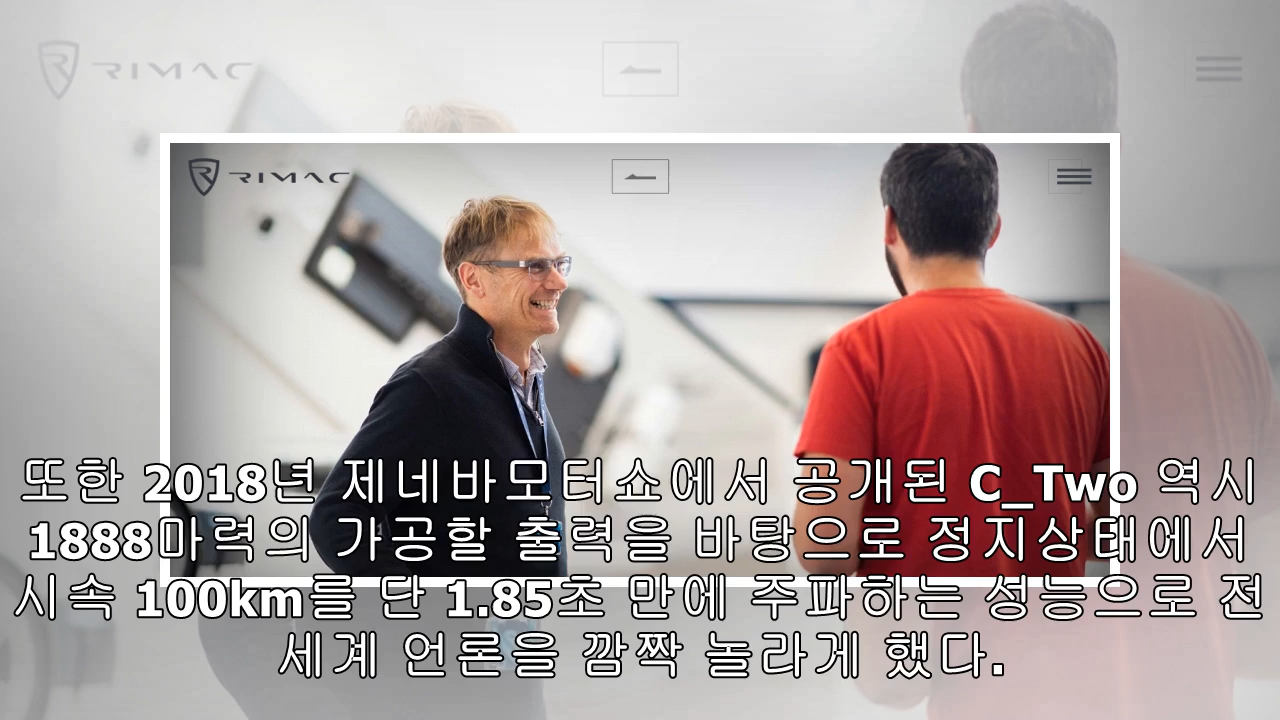 RIMAC
RIMAC
또한 2018년 제네바모터쇼에서 공개된 C_Two 역시
1888마력의 가공할 출력을 바탕으로 정지상태에서
시속 100km를 단 1.85초 만에 주파하는 성능으로 전
세계 언론을 깜짝 놀라게 했다.